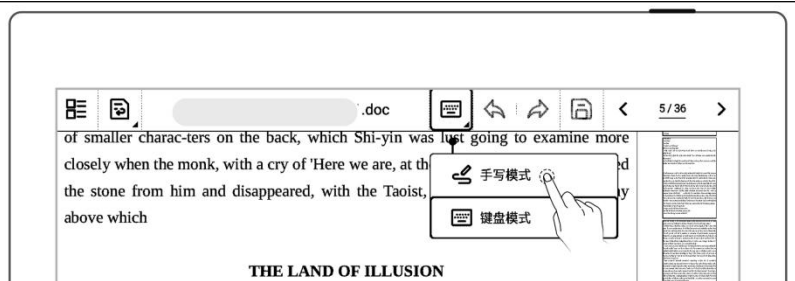 .doc
5 / 36
of smaller charac-ters on the back, which Shi-yin was just going to examine more
closely when the monk, with a cry of 'Here we are, at th
ed
the stone from him and disappeared, with the Taoist,
above which
手写模式
键盘模式
THE LAND OF ILLUSION